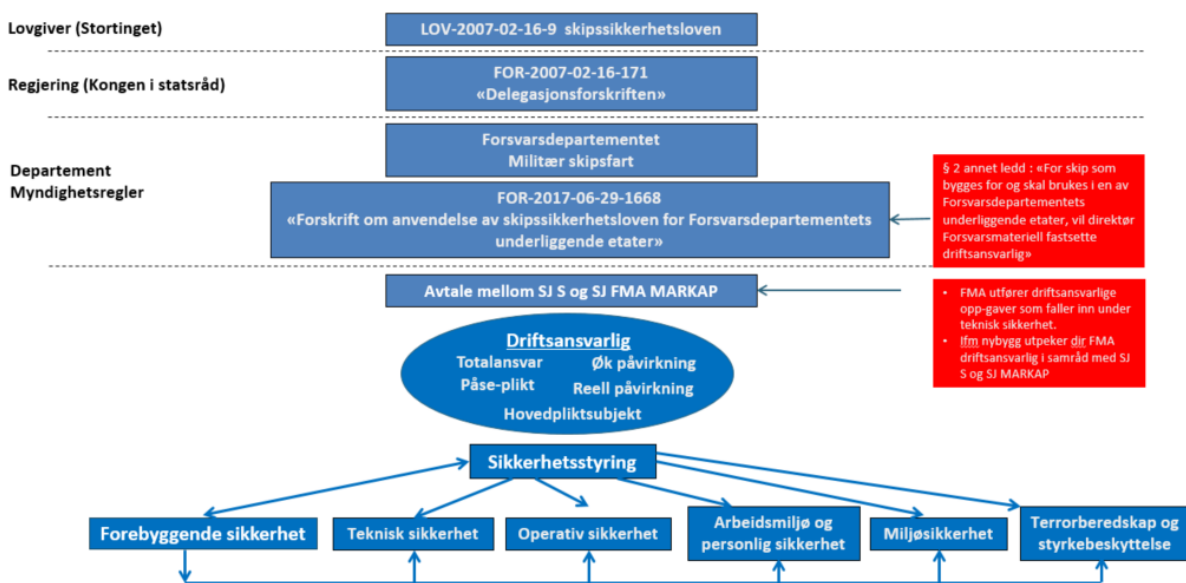 Lovgiver (Stortinget)
LOV-2007-02-16-9 skipssikkerhetsloven
Regjering (Kongen i statsråd)
FOR-2007-02-16-171
«Delegasjonsforskriften»
Departement
Myndighetsregler
Forsvarsdepartementet
Militær skipsfart
FOR-2017-06-29-1668
«Forskrift om anvendelse av skipssikkerhetsloven for Forsvarsdepartementets
underliggende etater»
§ 2 annet ledd : «For skip som
bygges for og skal brukes i en av
Forsvarsdepartementets
underliggende etater, vil direktør
Forsvarsmateriell fastsette
driftsansvarlig»
Avtale mellom SJ S og SJ FMA MARKAP
• FMA utfører driftsansvarlige
opp-gaver som faller inn under
teknisk sikkerhet.
• Ifm nybygg utpeker dir FMA
driftsansvarlig i samråd med SJ
S og SJ MARKAP
Driftsansvarlig
Totalansvar Øk påvirkning
Påse-plikt Reell påvirkning
Hovedpliktsubjekt
Sikkerhetsstyring
Forebyggende sikkerhet
Teknisk sikkerhet
Operativ sikkerhet
Arbeidsmiljø og
personlig sikkerhet
Miljøsikkerhet
Terrorberedskap og
styrkebeskyttelse